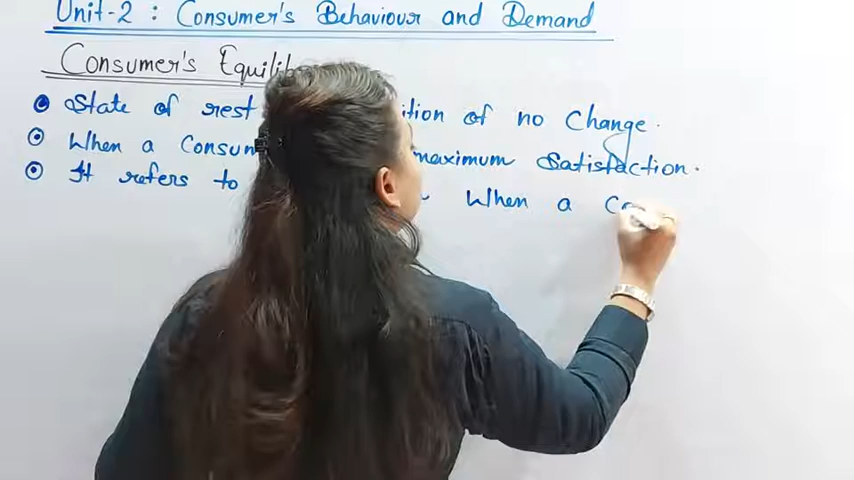 Unit-2 : Consumer's Behaviour and Demand
Consumer's Equilib
State of rest ition of no Change.
When a Consum maximum Satisfaction.
It refers to When a Co